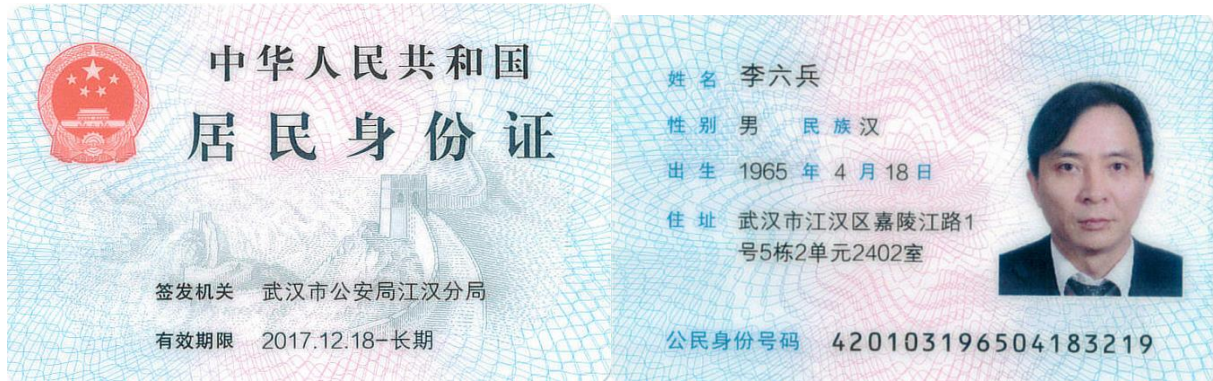 中华人民共和国
居民身份证
签发机关 武汉市公安局江汉分局
有效期限 2017.12.18-长期
姓名 李六兵
性别 男 民族 汉
出生 1965 年 4 月 18 日
住址 武汉市江汉区嘉陵江路1
号5栋2单元2402室
公民身份号码 420103196504183219